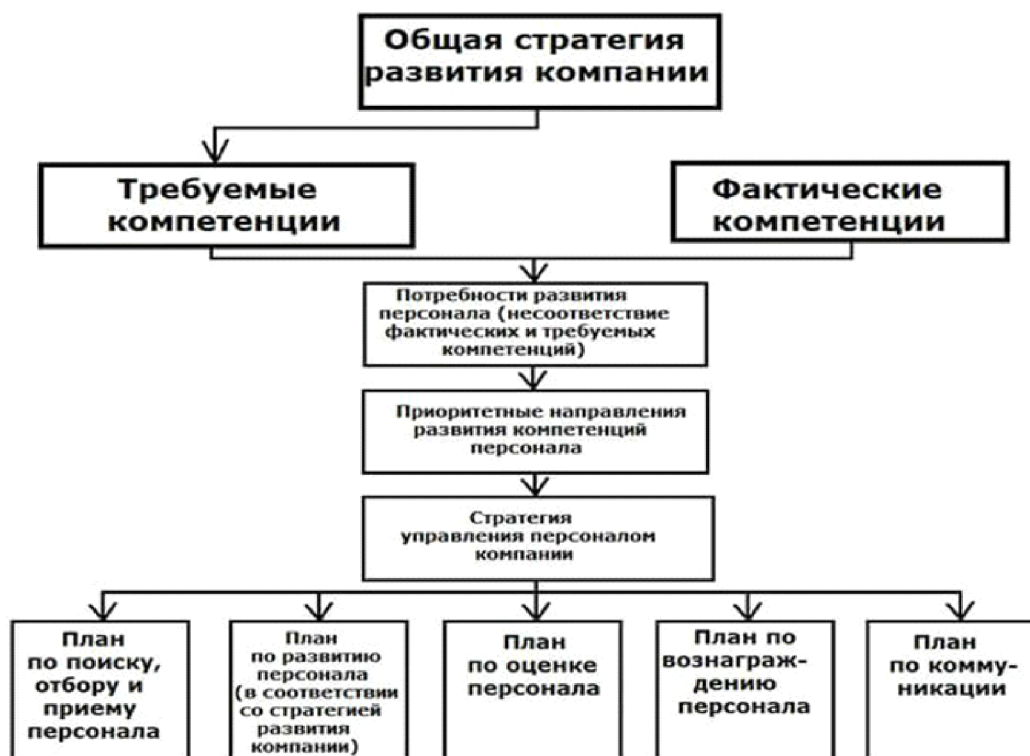 Общая стратегия
развития компании
Требуемые
компетенции
Фактические
компетенции
Потребности развития
персонала (несоответствие
фактических и требуемых
компетенций)
Приоритетные направления
развития компетенций
персонала
Стратегия
управления персоналом
компании
План
по поиску,
отбору и
приему
персонала
План
по развитию
персонала
(в соответствии
со стратегией
развития
компании)
План
по оценке
персонала
План по
вознаграж-
дению
персонала
План
по комму-
никации